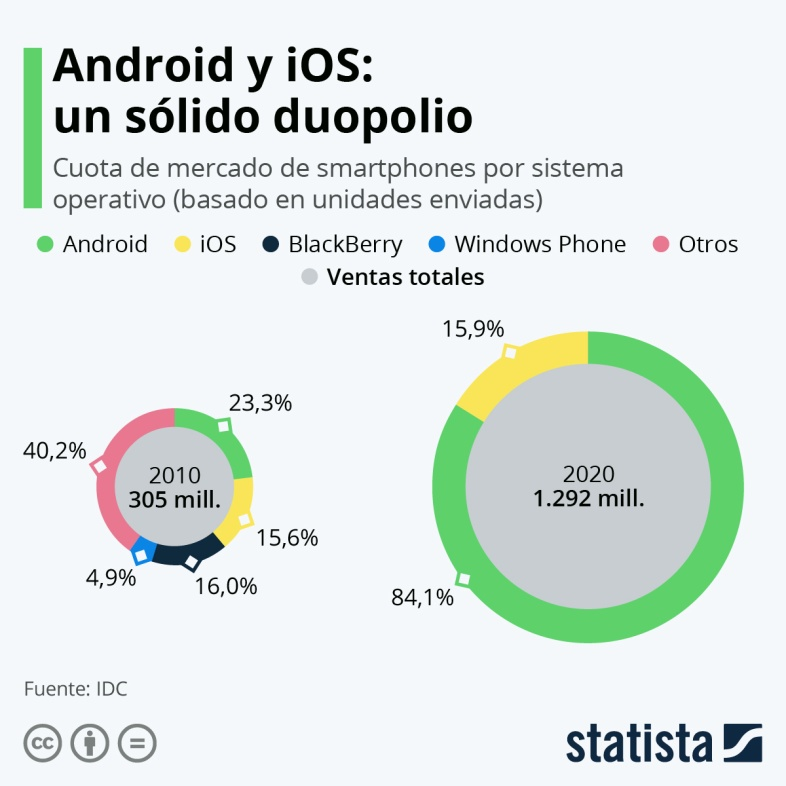 Android y iOS:
un sólido duopolio
Cuota de mercado de smartphones por sistema
operativo (basado en unidades enviadas)
Android iOS BlackBerry Windows Phone Otros
Ventas totales
23,3%
40,2%
2010
305 mill.
15,6%
4,9%
16,0%
15,9%
2020
1.292 mill.
84,1%
Fuente: IDC
cc
statista